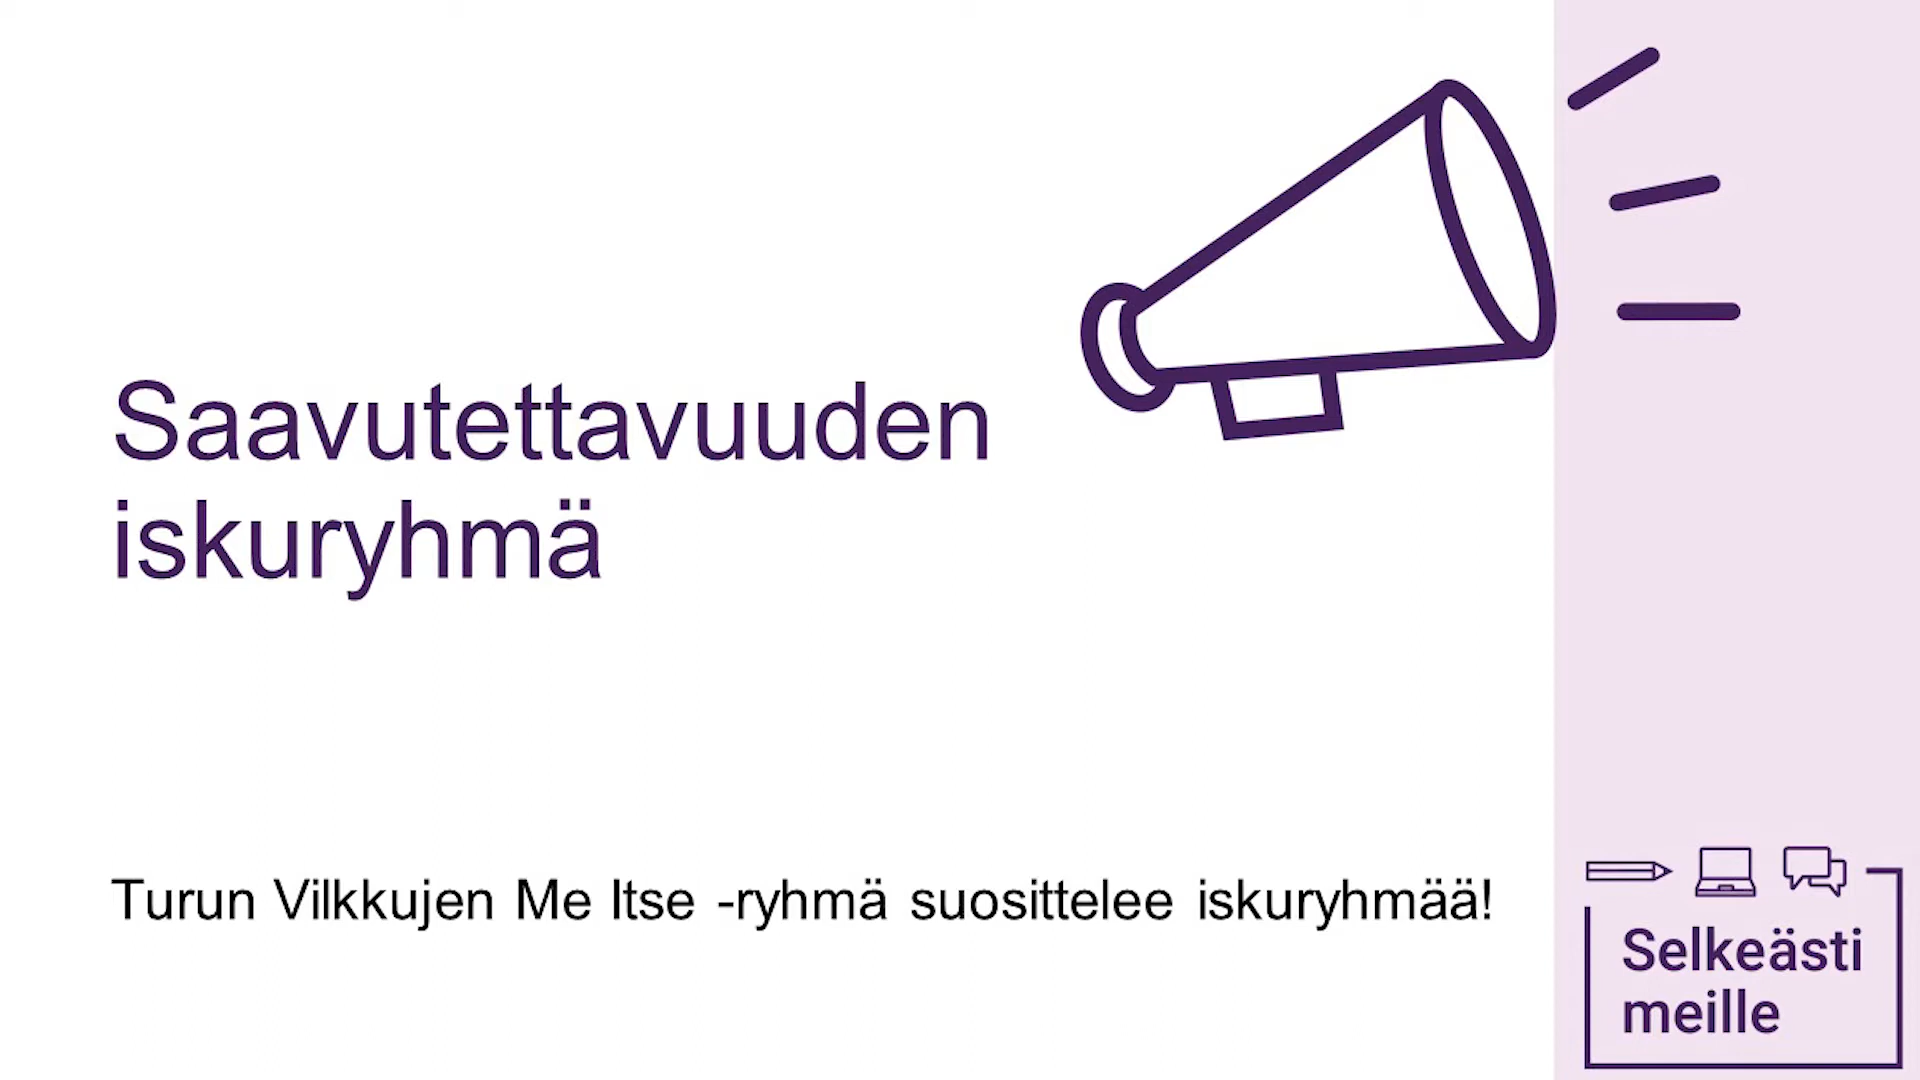 Saavutettavuuden
iskuryhmä
Turun Vilkkujen Me Itse -ryhmä suosittelee iskuryhmää!
Selkeästi
meille